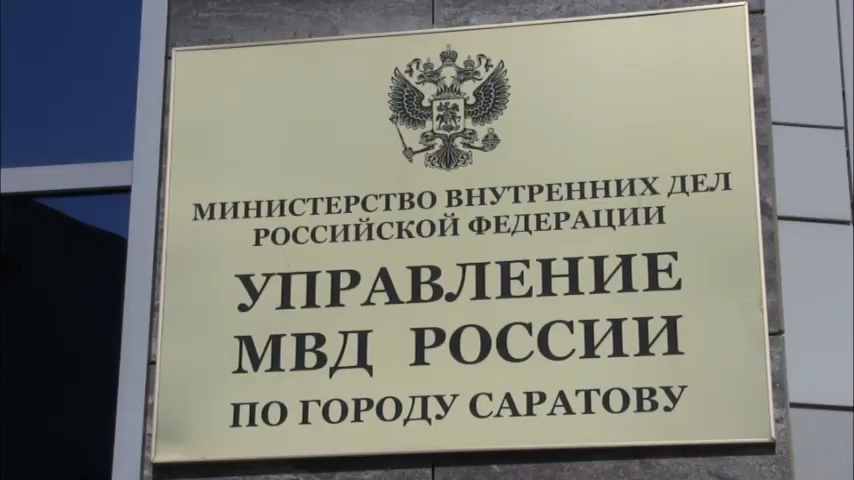 МИНИСТЕРСТВО ВНУТРЕННИХ ДЕЛ
РОССИЙСКОЙ ФЕДЕРАЦИИ
УПРАВЛЕНИЕ
МВД РОССИИ
ПО ГОРОДУ САРАТОВУ